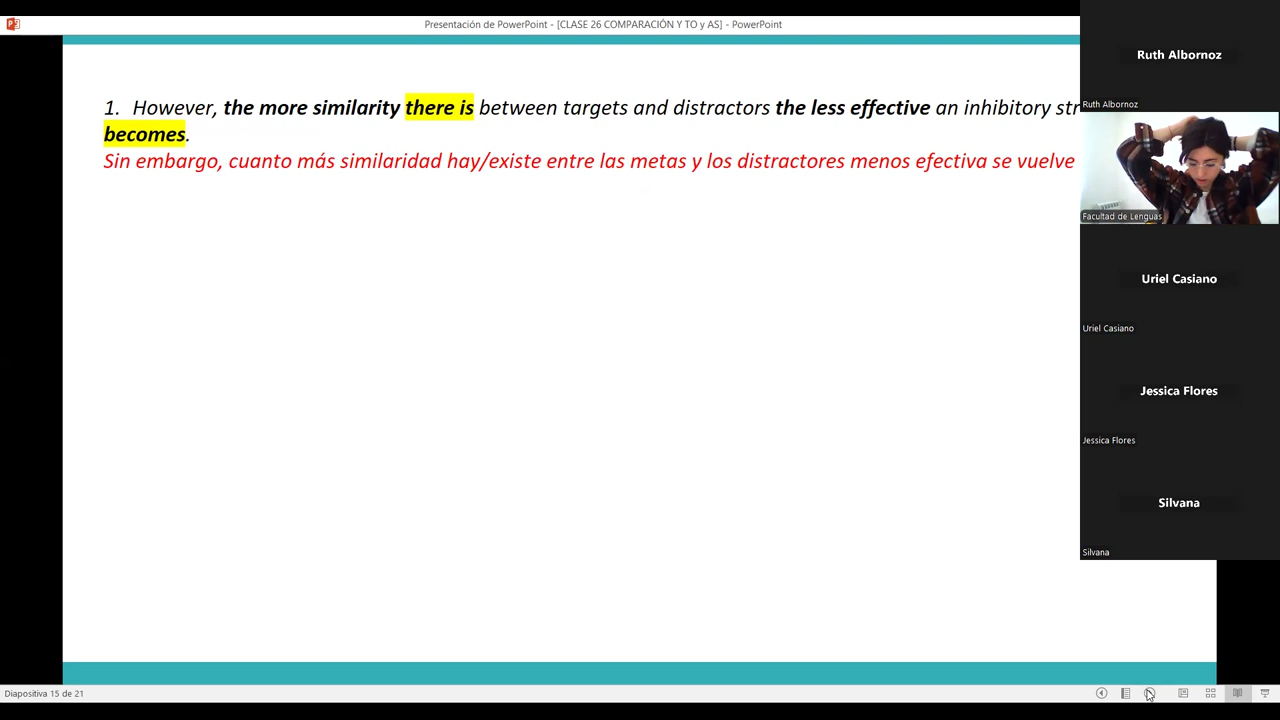 Presentación de PowerPoint - [CLASE 26 COMPARACIÓN Y TO y AS] - PowerPoint
Ruth Albornoz
Ruth Albornoz
1. However, the more similarity there is between targets and distractors the less effective an inhibitory
becomes.
Sin embargo, cuanto más similaridad hay/existe entre las metas y los distractores menos efectiva se vuelve
Facultad de Lenguas
Uriel Casiano
Uriel Casiano
Jessica Flores
Jessica Flores
Silvana
Silvana
Diapositiva 15 de 21